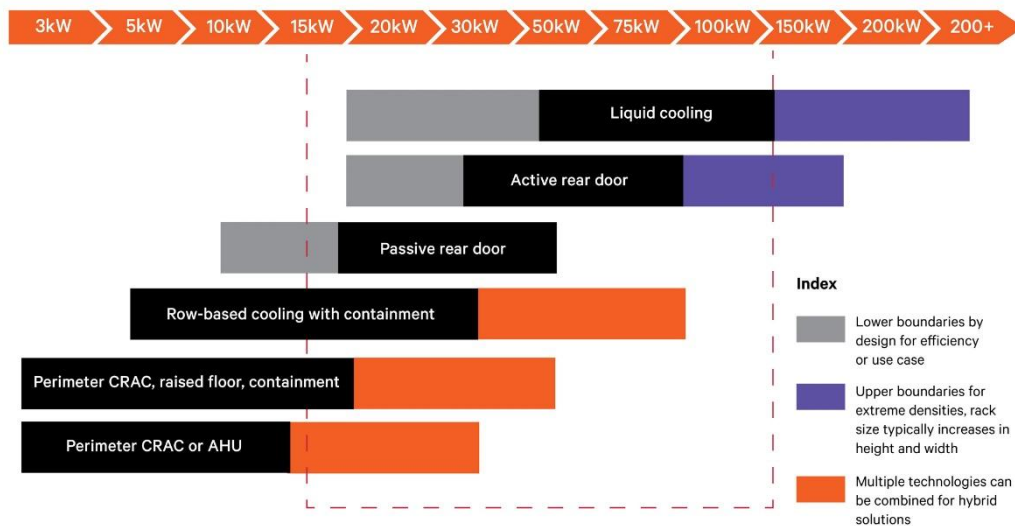 3kW 5kW 10kW 15kW 20kW 30kW 50kW 75kW 100kW 150kW 200kW 200+
Liquid cooling
Active rear door
Passive rear door
Row-based cooling with containment
Perimeter CRAC, raised floor, containment
Perimeter CRAC or AHU
Index
Lower boundaries by
design for efficiency
or use case
Upper boundaries for
extreme densities, rack
size typically increases in
height and width
Multiple technologies can
be combined for hybrid
solutions